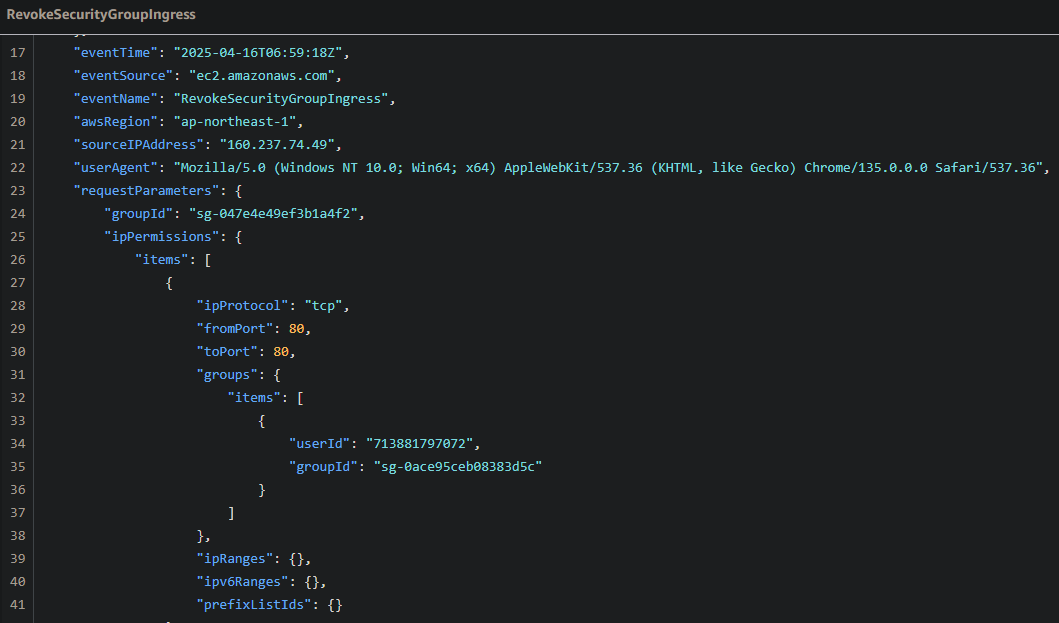 RevokeSecurityGroupIngress
17 "eventTime": "2025-04-16T06:59:18Z",
18 "eventSource": "ec2.amazonaws.com",
19 "eventName": "RevokeSecurityGroupIngress",
20 "awsRegion": "ap-northeast-1",
21 "sourceIPAddress": "160.237.74.49",
22 "userAgent": "Mozilla/5.0 (Windows NT 10.0; Win64; x64) AppleWebKit/537.36 (KHTML, like Gecko) Chrome/135.0.0.0 Safari/537.36",
23 "requestParameters": {
24 "groupId": "sg-047e4e49ef3b1a4f2",
25 "ipPermissions": {
26 "items": [
27 {
28 "ipProtocol": "tcp",
29 "fromPort": 80,
30 "toPort": 80,
31 "groups": {
32 "items": [
33 {
34 "userId": "713881797072",
35 "groupId": "sg-0ace95ceb08383d5c"
36 }
37 ]
38 },
39 "ipRanges": {},
40 "ipv6Ranges": {},
41 "prefixListIds": {}